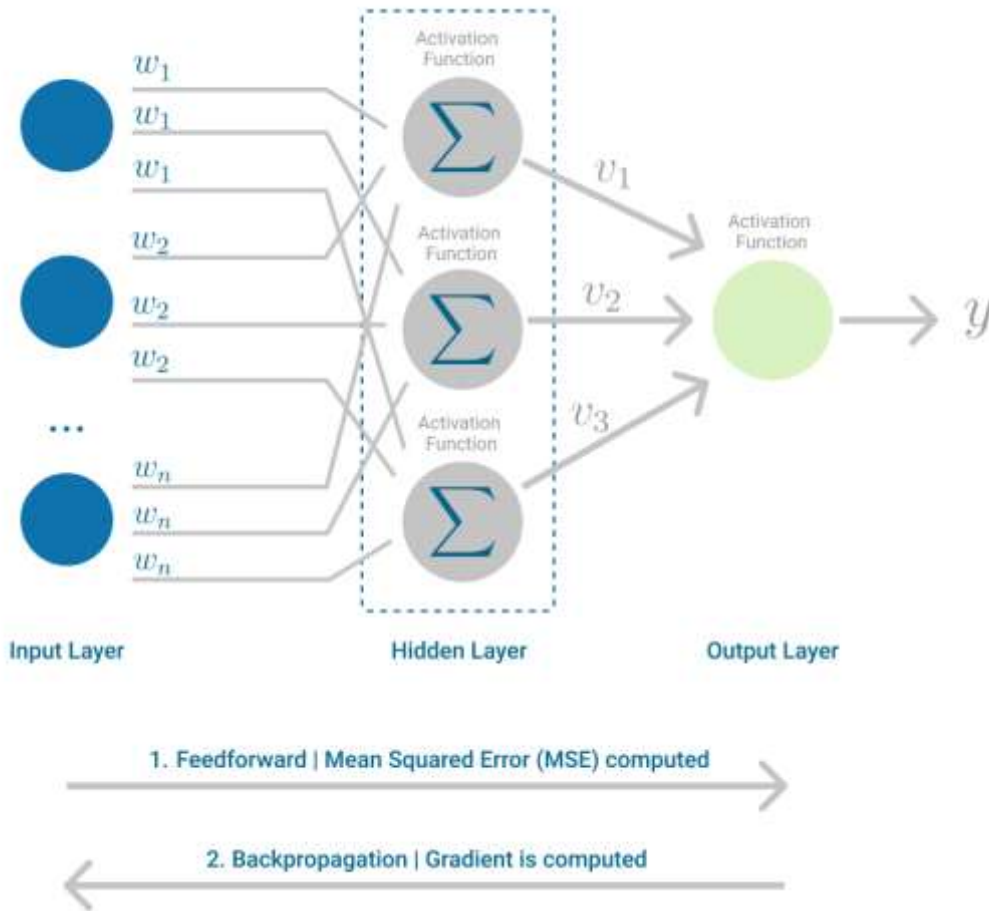 Activation
Function
w₁
w₁
w₁
w₂
w₂
w₂
...
wₙ
wₙ
wₙ
Σ
Activation
Function
Σ
Activation
Function
Σ
v₁
v₂
v₃
Activation
Function
y
Input Layer
Hidden Layer
Output Layer
1. Feedforward | Mean Squared Error (MSE) computed
2. Backpropagation | Gradient is computed